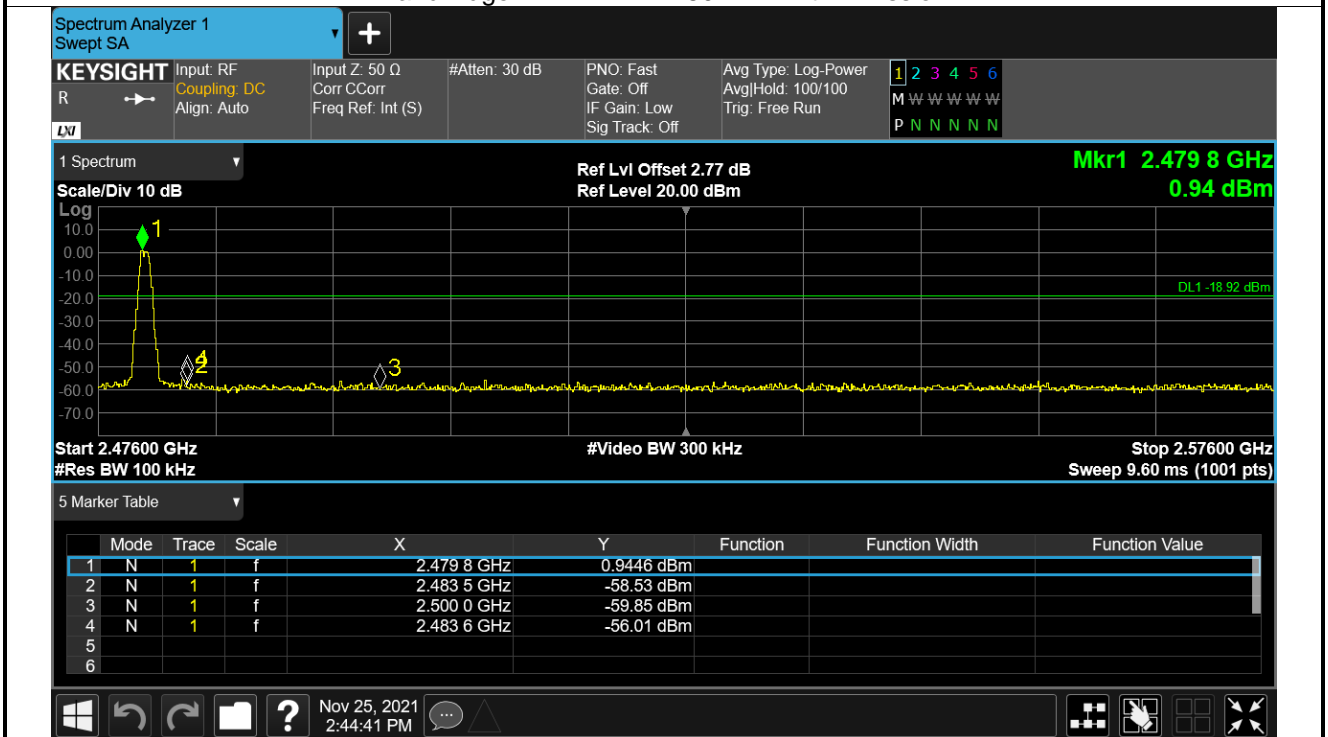 Spectrum Analyzer 1
Swept SA
+
KEYSIGHT Input: RF Input Z: 50 Ω #Atten: 30 dB PNO: Fast Avg Type: Log-Power 1 2 3 4 5 6
R Coupling: DC Corr CCorr Gate: Off Avg|Hold: 100/100 M W W W W W
Align: Auto Freq Ref: Int (S) IF Gain: Low Trig: Free Run
LXI Sig Track: Off P N N N N N
1 Spectrum Ref Lvl Offset 2.77 dB Mkr1 2.479 8 GHz
Scale/Div 10 dB Ref Level 20.00 dBm 0.94 dBm
Log
10.0 1
0.00
-10.0
DL1 -18.92 dBm
-20.0
-30.0
-40.0
-50.0 4 2 3
-60.0
-70.0
Start 2.47600 GHz #Video BW 300 kHz Stop 2.57600 GHz
#Res BW 100 kHz Sweep 9.60 ms (1001 pts)
5 Marker Table
Mode Trace Scale X Y Function Function Width Function Value
1 N 1 f 2.479 8 GHz 0.9446 dBm
2 N 1 f 2.483 5 GHz -58.53 dBm
3 N 1 f 2.500 0 GHz -59.85 dBm
4 N 1 f 2.483 6 GHz -56.01 dBm
5
6
? Nov 25, 2021
2:44:41 PM